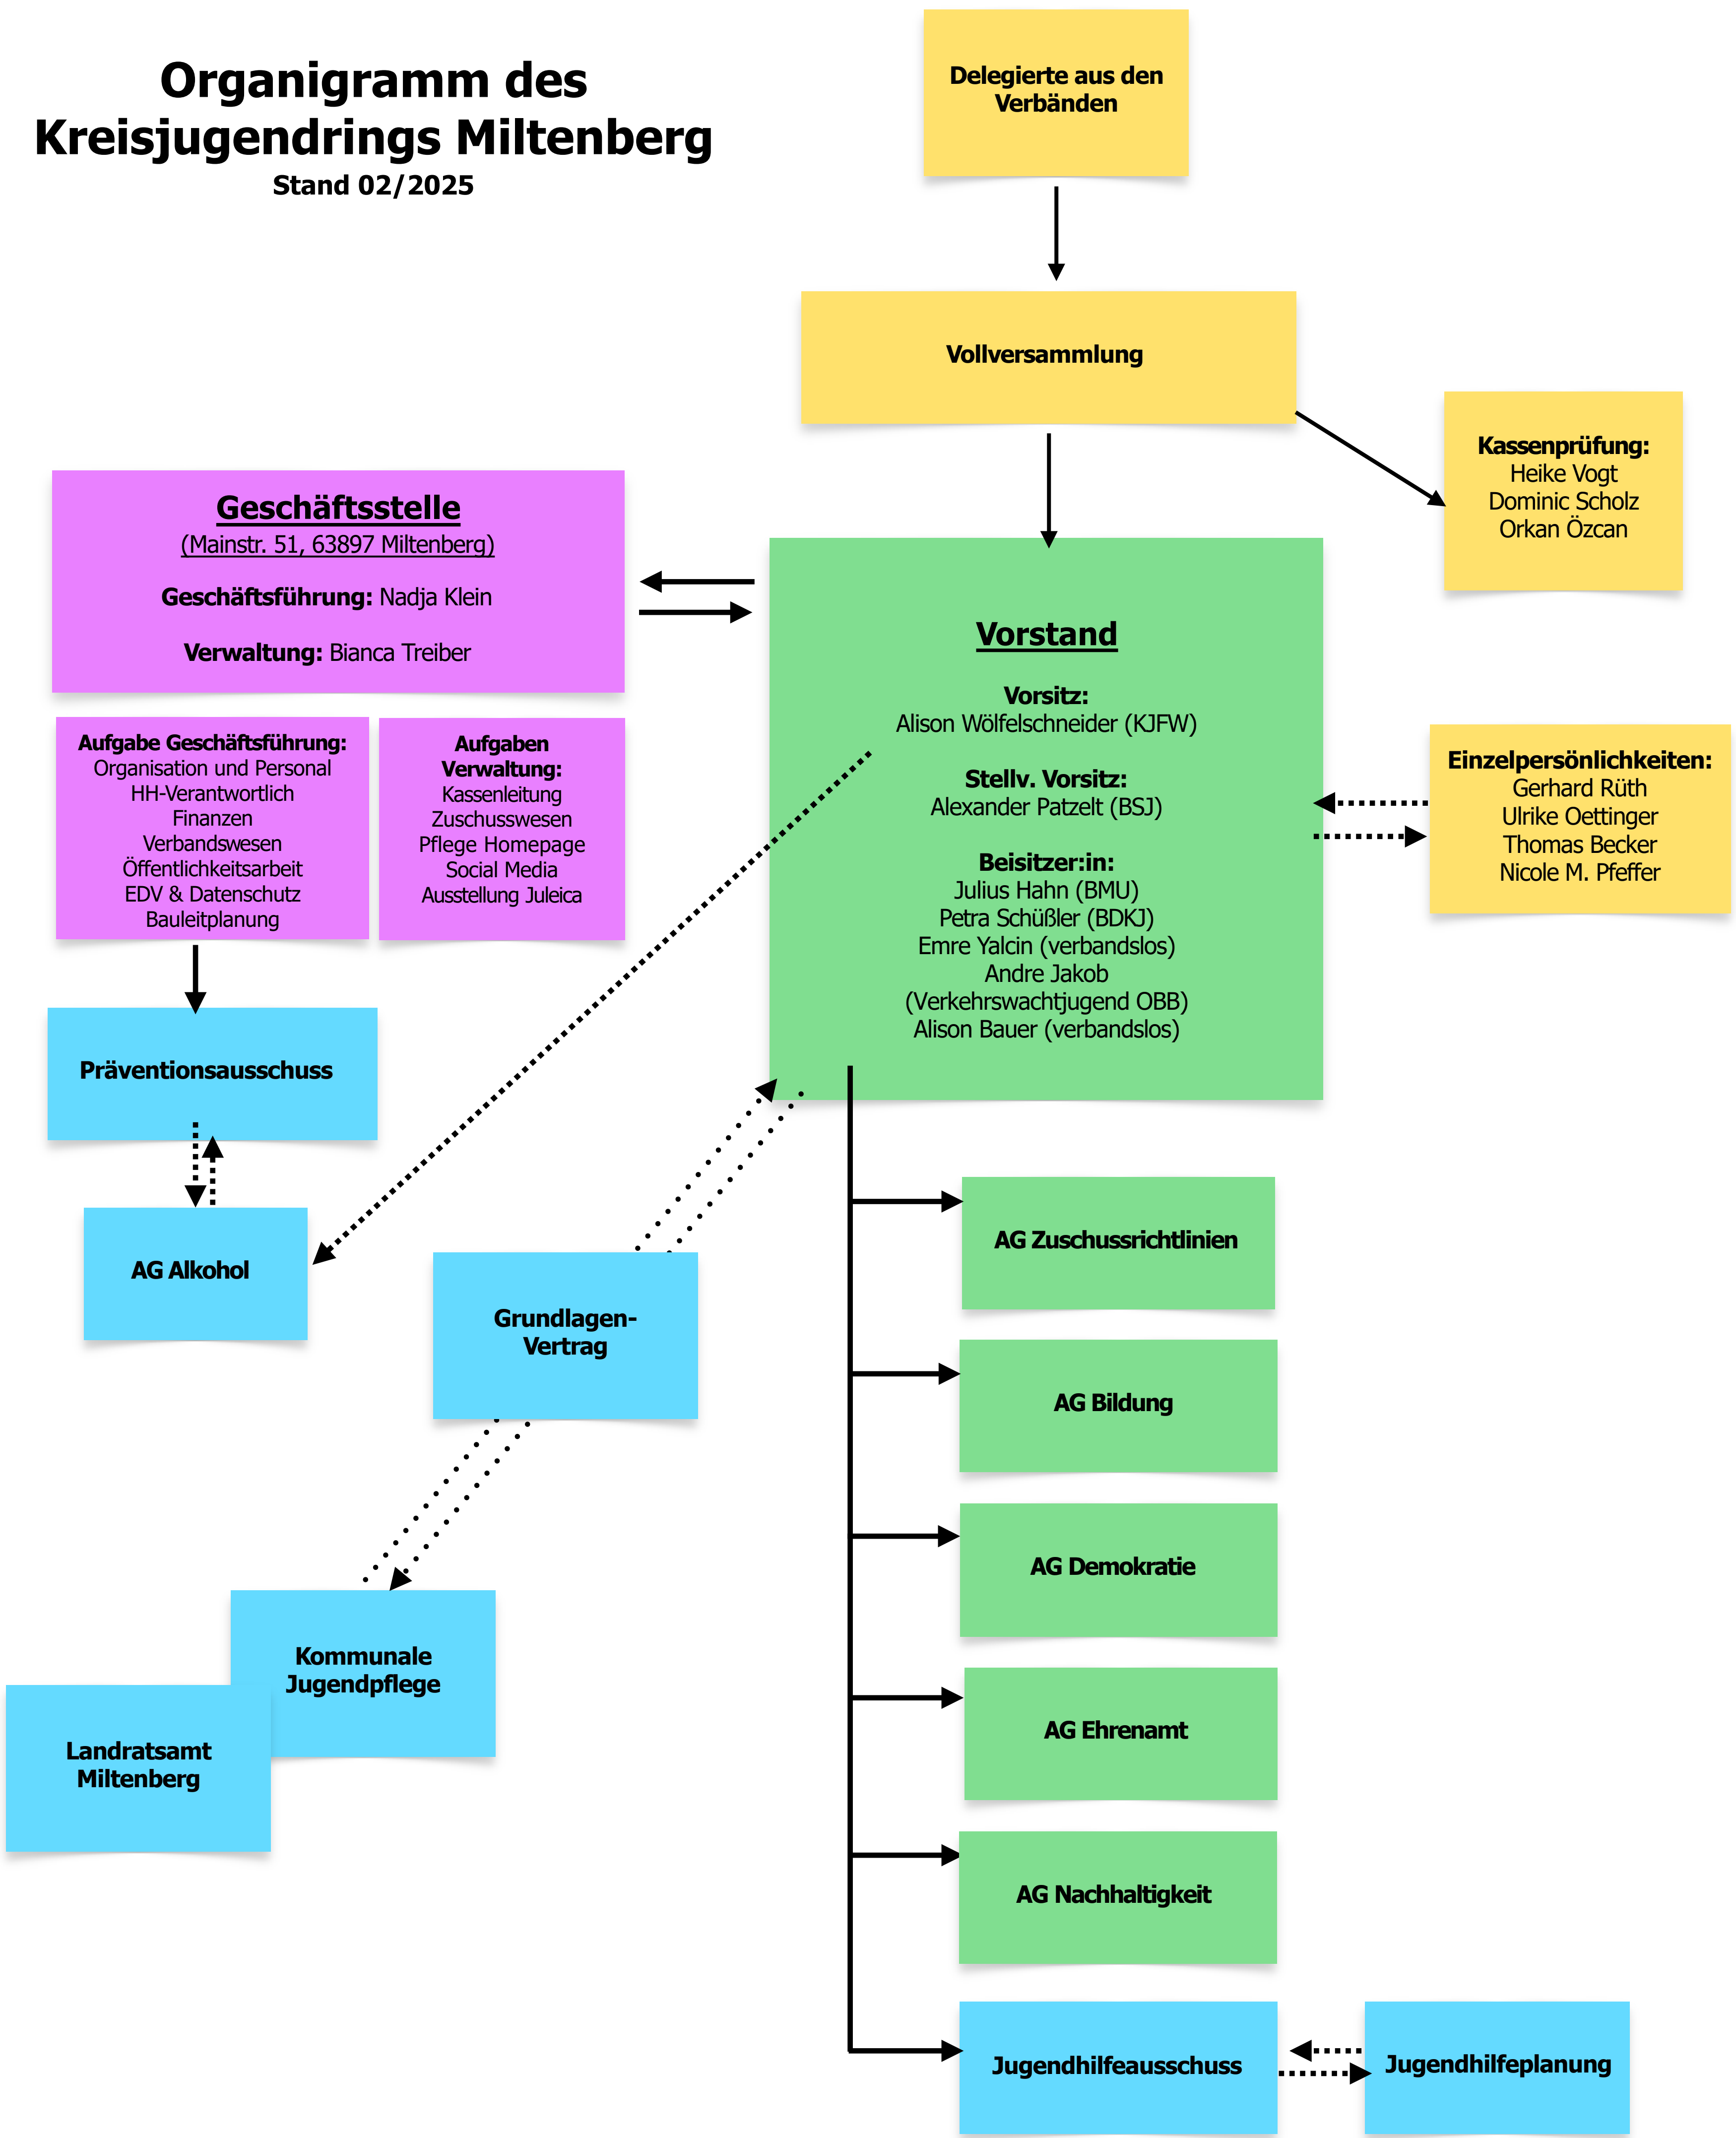 Organigramm des
Kreisjugendrings Miltenberg
Stand 02/2025
Delegierte aus den
Verbänden
Vollversammlung
Kassenprüfung:
Heike Vogt
Dominic Scholz
Orkan Özcan
Geschäftsstelle
(Mainstr. 51, 63897 Miltenberg)
Geschäftsführung: Nadja Klein
Verwaltung: Bianca Treiber
Vorstand
Vorsitz:
Alison Wölfelschneider (KJFW)
Stellv. Vorsitz:
Alexander Patzelt (BSJ)
Beisitzer:in:
Julius Hahn (BMU)
Petra Schüßler (BDKJ)
Emre Yalcin (verbandslos)
Andre Jakob
(Verkehrswachtjugend OBB)
Alison Bauer (verbandslos)
Einzelpersönlichkeiten:
Gerhard Rüth
Ulrike Oettinger
Thomas Becker
Nicole M. Pfeffer
Aufgabe Geschäftsführung:
Organisation und Personal
HH-Verantwortlich
Finanzen
Verbandswesen
Öffentlichkeitsarbeit
EDV & Datenschutz
Bauleitplanung
Aufgaben
Verwaltung:
Kassenleitung
Zuschusswesen
Pflege Homepage
Social Media
Ausstellung Juleica
Präventionsausschuss
AG Alkohol
Grundlagen-
Vertrag
Kommunale
Jugendpflege
Landratsamt
Miltenberg
AG Zuschussrichtlinien
AG Bildung
AG Demokratie
AG Ehrenamt
AG Nachhaltigkeit
Jugendhilfeausschuss
Jugendhilfeplanung